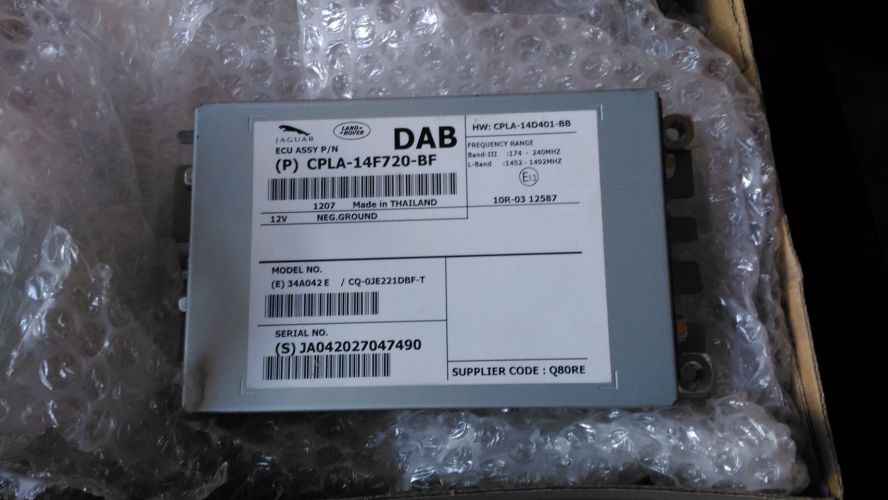 JAGUAR
LAND ROVER
DAB
ECU ASSY P/N
(P) CPLA-14F720-BF
1207 Made in THAILAND
12V NEG.GROUND
HW: CPLA-14D401-BB
FREQUENCY RANGE
Band-III :174 - 240MHZ
L-Band :1452 - 1492MHZ
E13
10R-03 12587
MODEL NO.
(E) 34A042 E / CQ-0JE221DBF-T
SERIAL NO.
(S) JA042027047490
SUPPLIER CODE : Q80RE